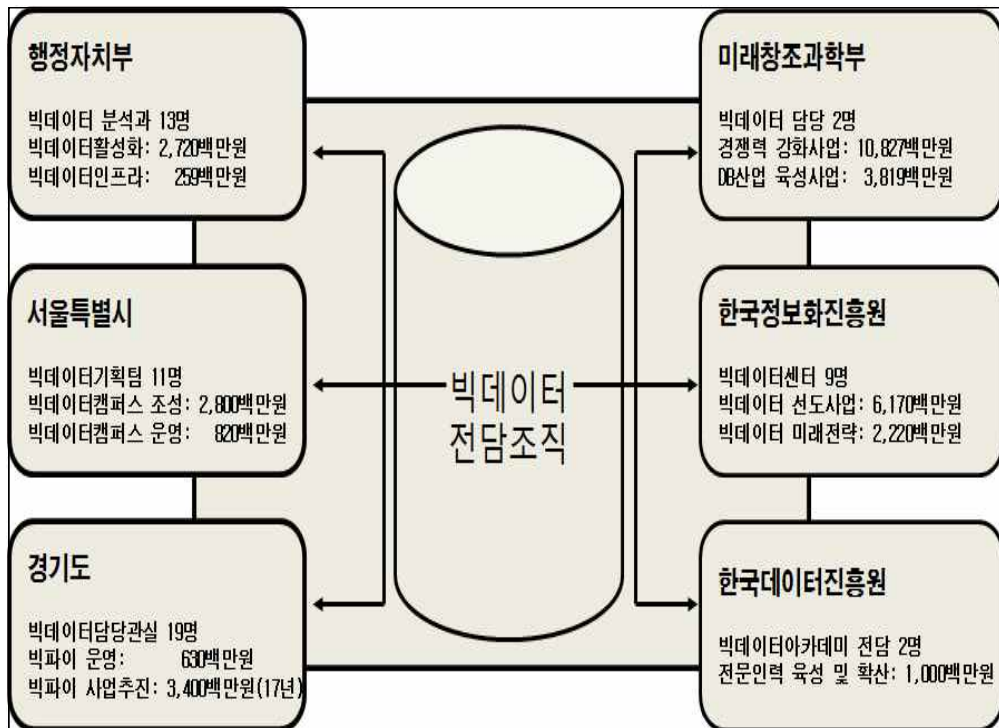 행정자치부
빅데이터 분석과 13명
빅데이터활성화: 2,720백만원
빅데이터인프라: 259백만원
미래창조과학부
빅데이터 담당 2명
경쟁력 강화사업: 10,827백만원
DB산업 육성사업: 3,819백만원
서울특별시
빅데이터기획팀 11명
빅데이터캠퍼스 조성: 2,800백만원
빅데이터캠퍼스 운영: 820백만원
빅데이터
전담조직
한국정보화진흥원
빅데이터센터 9명
빅데이터 선도사업: 6,170백만원
빅데이터 미래전략: 2,220백만원
경기도
빅데이터담당관실 19명
빅파이 운영: 630백만원
빅파이 사업추진: 3,400백만원(17년)
한국데이터진흥원
빅데이터아카데미 전담 2명
전문인력 육성 및 확산: 1,000백만원